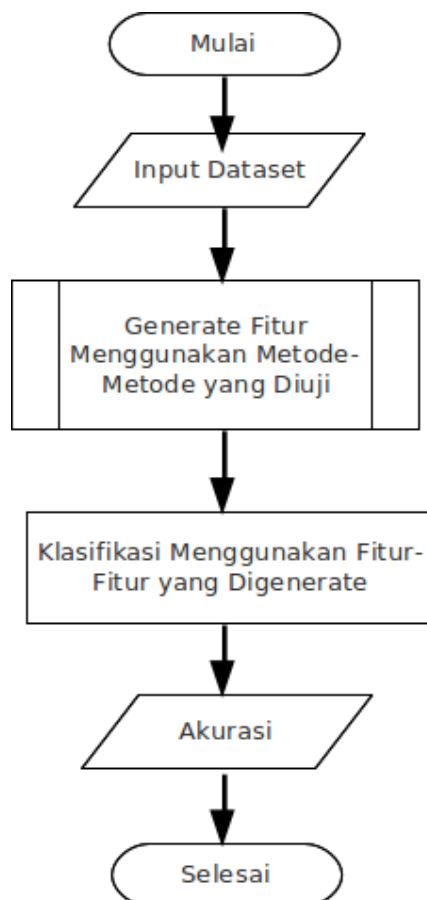 Mulai
Input Dataset
Generate Fitur
Menggunakan Metode-
Metode yang Diuji
Klasifikasi Menggunakan Fitur-
Fitur yang Digenerate
Akurasi
Selesai